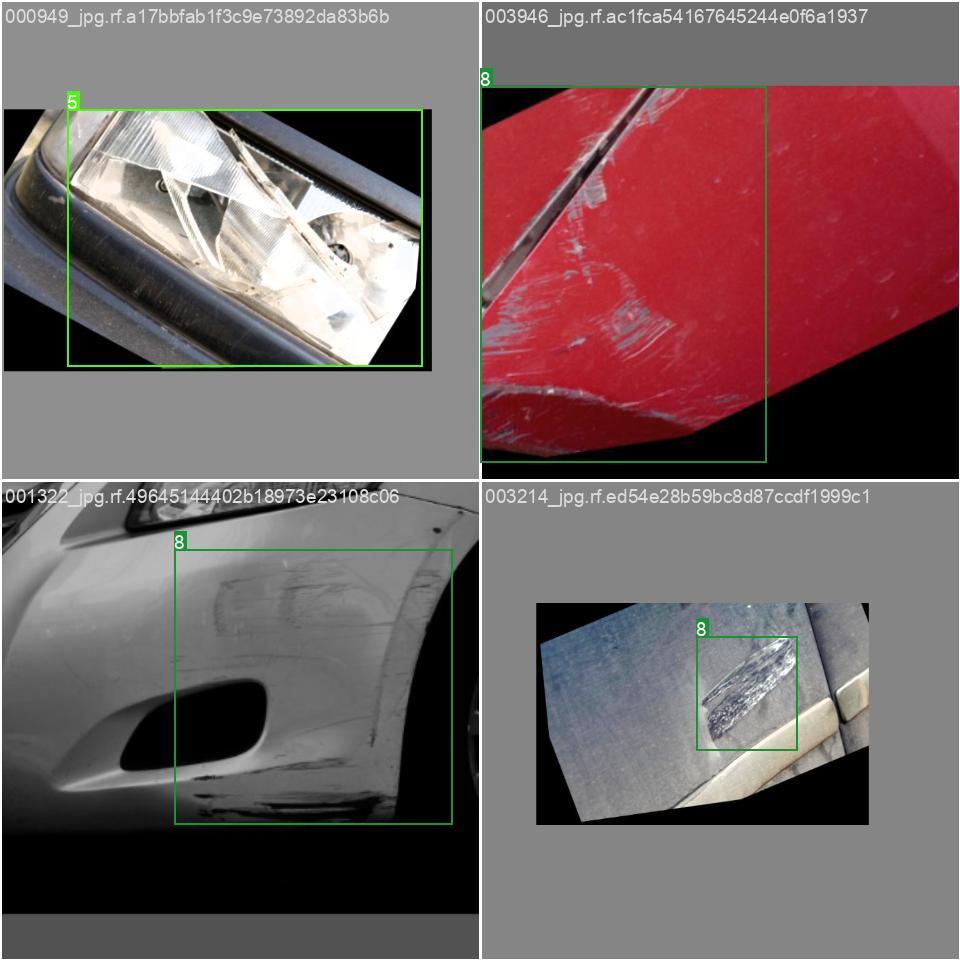 000949_jpg.rf.a17bbfab1f3c9e73892da83b6b
5
003946_jpg.rf.ac1fca54167645244e0f6a1937
8
001322_jpg.rf.49645144402b18973e23108c06
8
003214_jpg.rf.ed54e28b59bc8d87ccdf1999c1
8